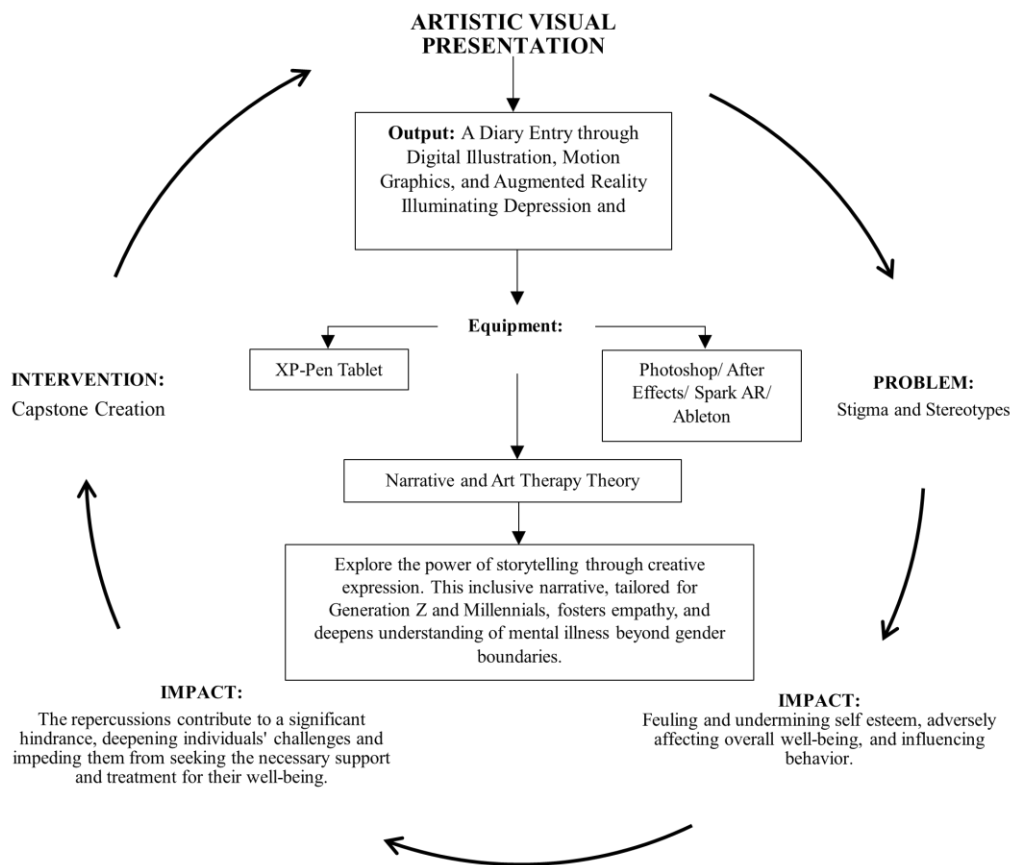 ARTISTIC VISUAL
PRESENTATION
Output: A Diary Entry through
Digital Illustration, Motion
Graphics, and Augmented Reality
Illuminating Depression and
Equipment:
XP-Pen Tablet
Photoshop/ After
Effects/ Spark AR/
Ableton
INTERVENTION:
Capstone Creation
PROBLEM:
Stigma and Stereotypes
Narrative and Art Therapy Theory
Explore the power of storytelling through creative
expression. This inclusive narrative, tailored for
Generation Z and Millennials, fosters empathy, and
deepens understanding of mental illness beyond gender
boundaries.
IMPACT:
The repercussions contribute to a significant
hindrance, deepening individuals' challenges and
impeding them from seeking the necessary support
and treatment for their well-being.
IMPACT:
Feuling and undermining self esteem, adversely
affecting overall well-being, and influencing
behavior.